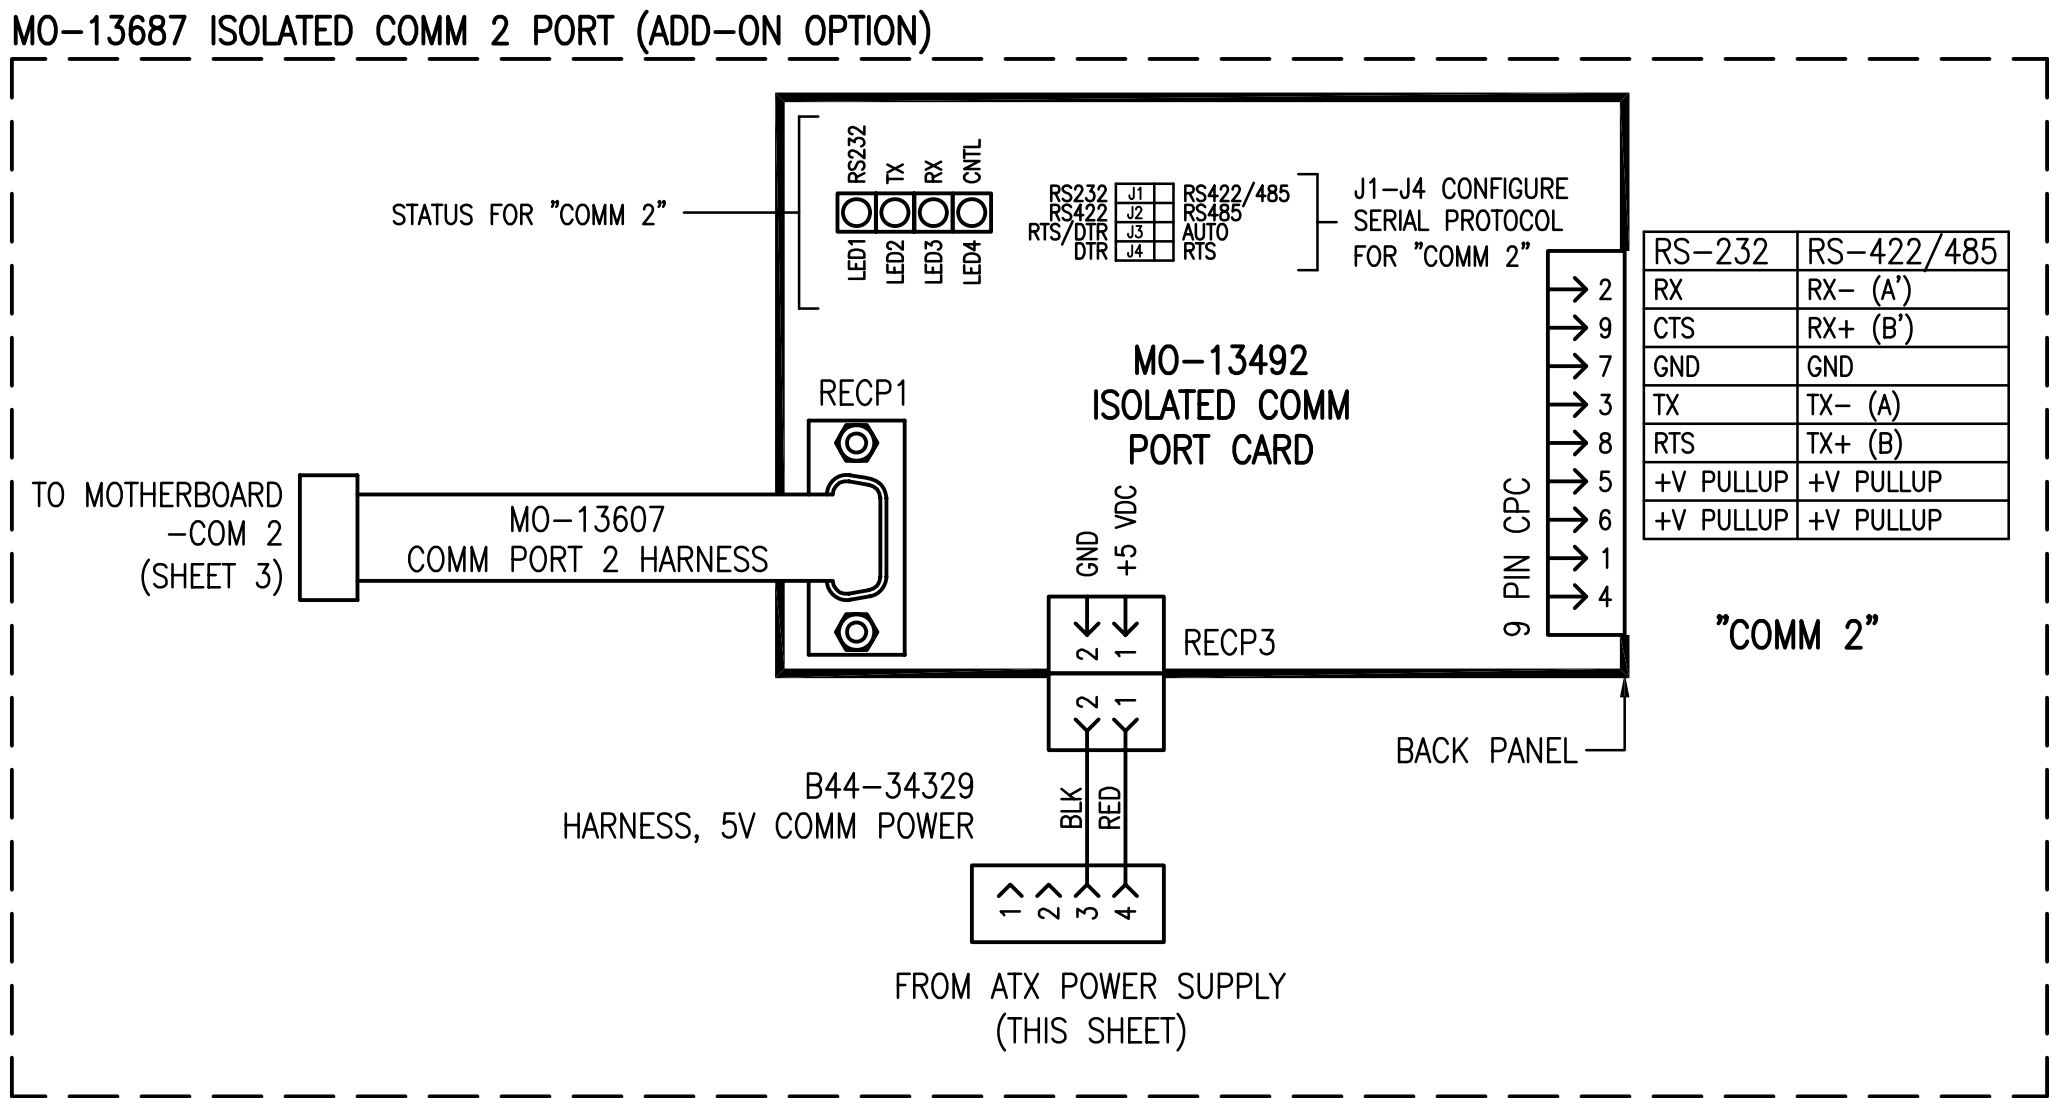 MO-13687 ISOLATED COMM 2 PORT (ADD-ON OPTION)
STATUS FOR "COMM 2"
RS232 TX RX CNTL
LED1 LED2 LED3 LED4
RS232 J1 RS422/485
RS422 J2 RS485
RTS/DTR J3 AUTO
DTR J4 RTS
J1-J4 CONFIGURE
SERIAL PROTOCOL
FOR "COMM 2"
MO-13492
ISOLATED COMM
PORT CARD
RECP1
TO MOTHERBOARD
-COM 2
(SHEET 3)
MO-13607
COMM PORT 2 HARNESS
9 PIN CPC
RS-232 RS-422/485
2 RX RX- (A')
9 CTS RX+ (B')
7 GND GND
3 TX TX- (A)
8 RTS TX+ (B)
5 +V PULLUP +V PULLUP
6 +V PULLUP +V PULLUP
1
4
"COMM 2"
GND +5 VDC
2 1
RECP3
2 1
BACK PANEL
B44-34329
HARNESS, 5V COMM POWER
BLK RED
1 2 3 4
FROM ATX POWER SUPPLY
(THIS SHEET)